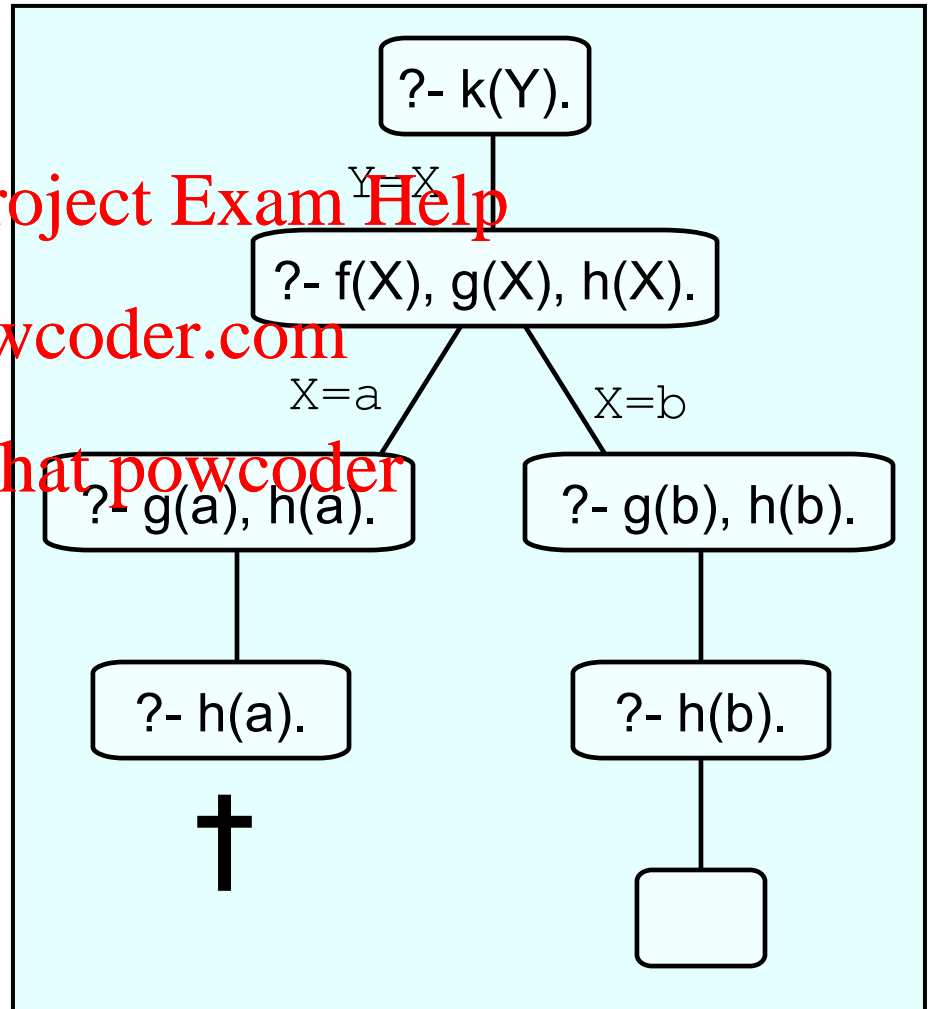 ?- k(Y).
Y=X
roject Exam Help
?- f(X), g(X), h(X).
wcoder.com
X=a
X=b
hat powcoder
?- g(a), h(a).
?- g(b), h(b).
?- h(a).
?- h(b).
†